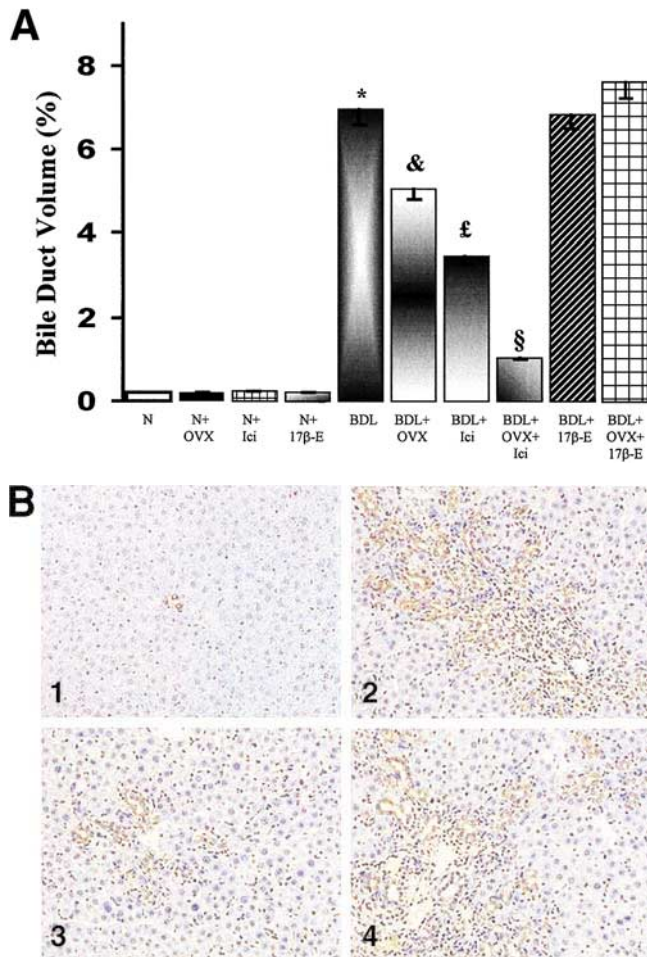 A
Bile Duct Volume (%)
8
6
4
2
0
*
&
£
§
N
N+
OVX
N+
Ici
N+
17β-E
BDL
BDL+
OVX
BDL+
Ici
BDL+
OVX+
Ici
BDL+
17β-E
BDL+
OVX+
17β-E
B
1
2
3
4